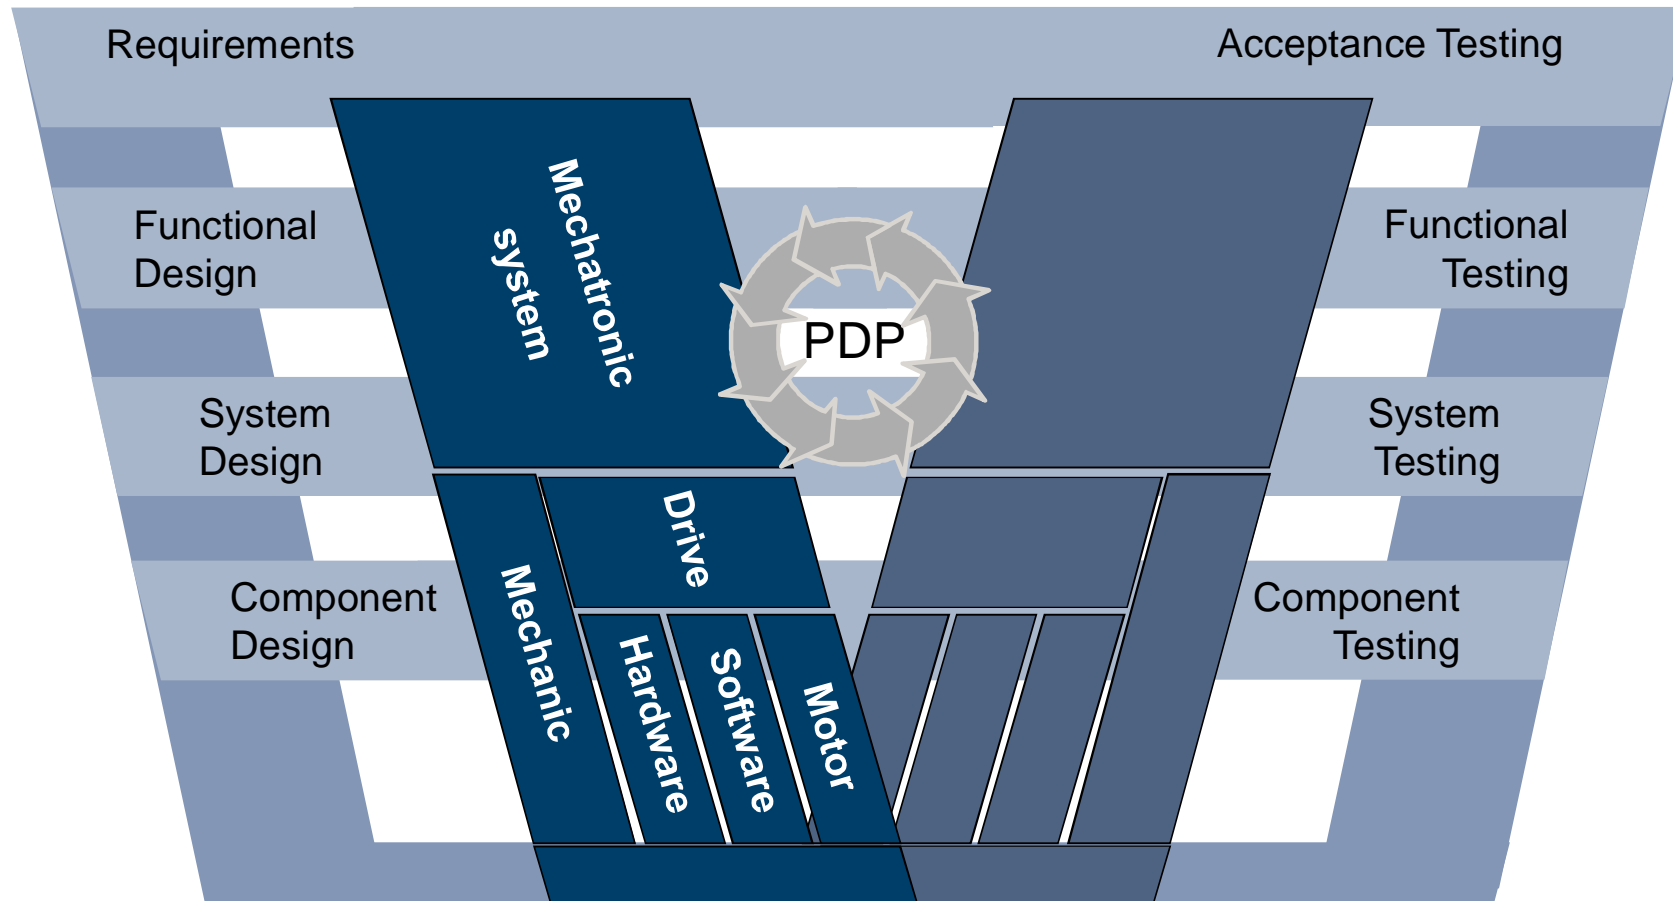 Requirements
Acceptance Testing
Mechatronic
system
Functional
Design
Functional
Testing
PDP
System
Design
System
Testing
Drive
Mechanic
Component
Design
Component
Testing
Hardware
Software
Motor